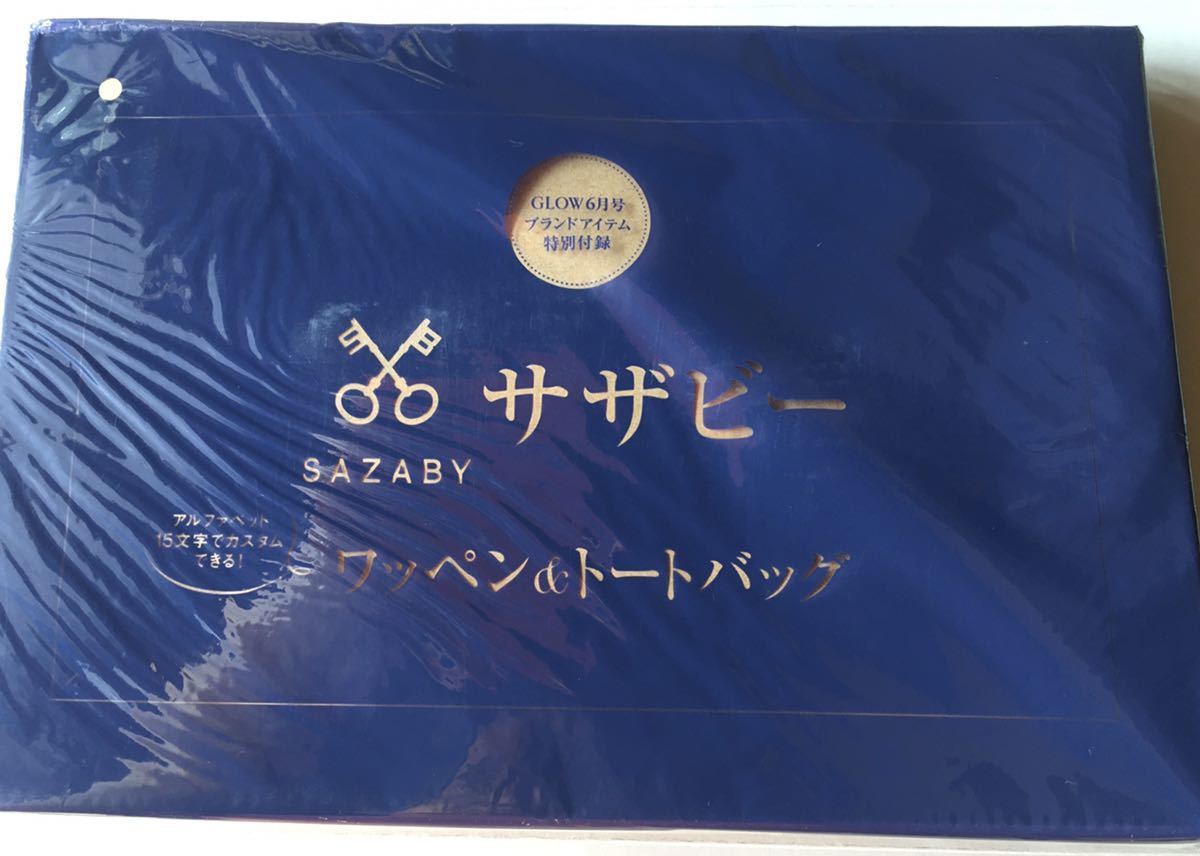 GLOW6月号
ブランドアイテム
特別付録
サザビー
SAZABY
アルファベット
15文字でカスタム
できる!
ワッペン&トートバッグ